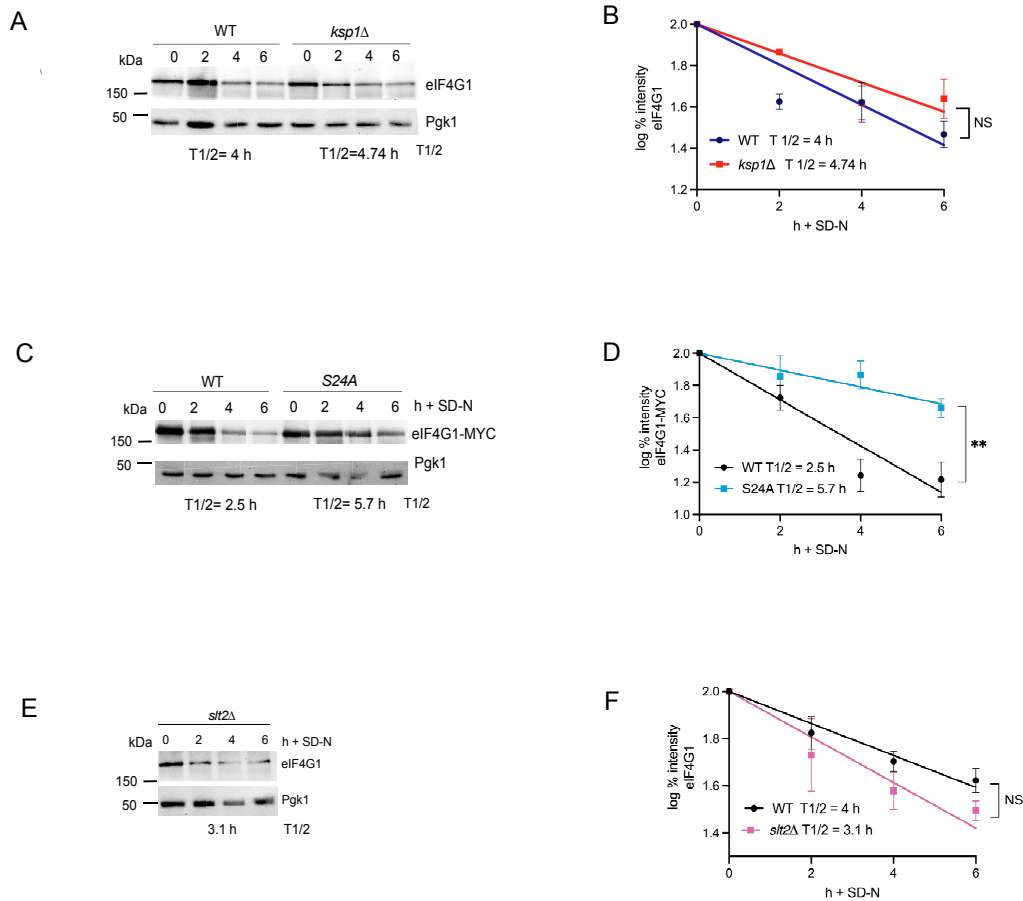 A
WT ksp1Δ
kDa 0 2 4 6 0 2 4 6
eIF4G1
150
50
Pgk1
T1/2= 4 h T1/2=4.74 h T1/2
B
2.0
1.8
1.6
1.4
1.2
log % intensity
eIF4G1
WT T 1/2 = 4 h
ksp1Δ T 1/2 = 4.74 h
NS
0 2 4 6
h + SD-N
C
WT S24A
kDa 0 2 4 6 0 2 4 6 h + SD-N
eIF4G1-MYC
150
50 Pgk1
T1/2= 2.5 h T1/2= 5.7 h T1/2
D
2.0
1.8
1.6
1.4
1.2
1.0
log % intensity
eIF4G1-MYC
WT T1/2 = 2.5 h
S24A T1/2 = 5.7 h
**
0 2 4 6
h + SD-N
E
slt2Δ
kDa 0 2 4 6 h + SD-N
eIF4G1
150
50 Pgk1
3.1 h T1/2
F
2.0
1.8
1.6
1.4
log % intensity
eIF4G1
WT T1/2 = 4 h
slt2Δ T1/2 = 3.1 h
NS
0 2 4 6
h + SD-N